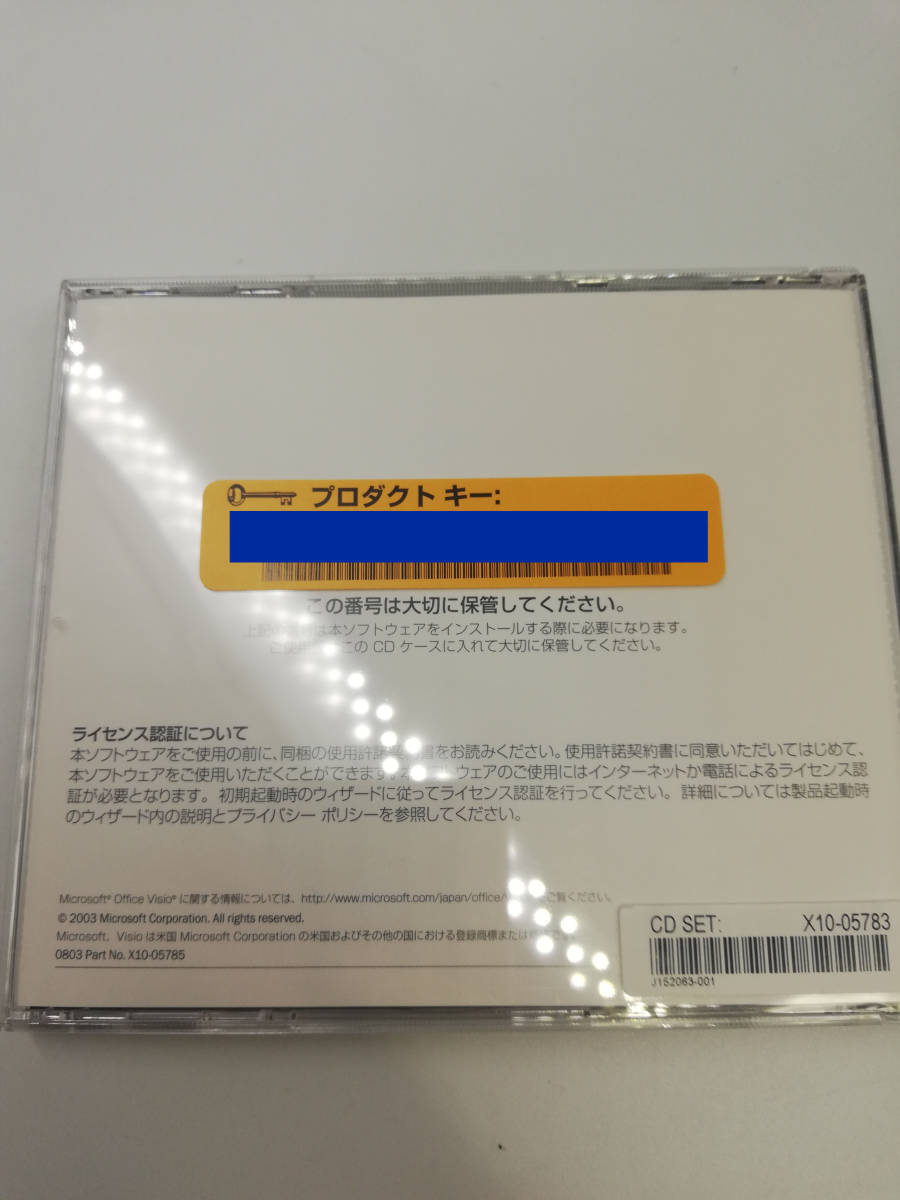 プロダクト キー:
この番号は大切に保管してください。
上記 は本ソフトウェアをインストールする際に必要になります。
この CD ケースに入れて大切に保管してください。
ライセンス認証について
本ソフトウェアをご使用の前に、同梱の使用許諾契約書をお読みください。使用許諾契約書に同意いただいてはじめて、
本ソフトウェアをご使用いただくことができます。本ソフトウェアのご使用にはインターネットか電話によるライセンス認
証が必要となります。初期起動時のウィザードに従ってライセンス認証を行ってください。詳細については製品起動時
のウィザード内の説明とプライバシー ポリシーを参照してください。
Microsoft® Office Visio® に関する情報については、http://www.microsoft.com/japan/office/ ご覧ください。
© 2003 Microsoft Corporation. All rights reserved.
Microsoft、Visio は米国 Microsoft Corporation の米国およびその他の国における登録商標または
0803 Part No. X10-05785
CD SET: X10-05783
J152063-001